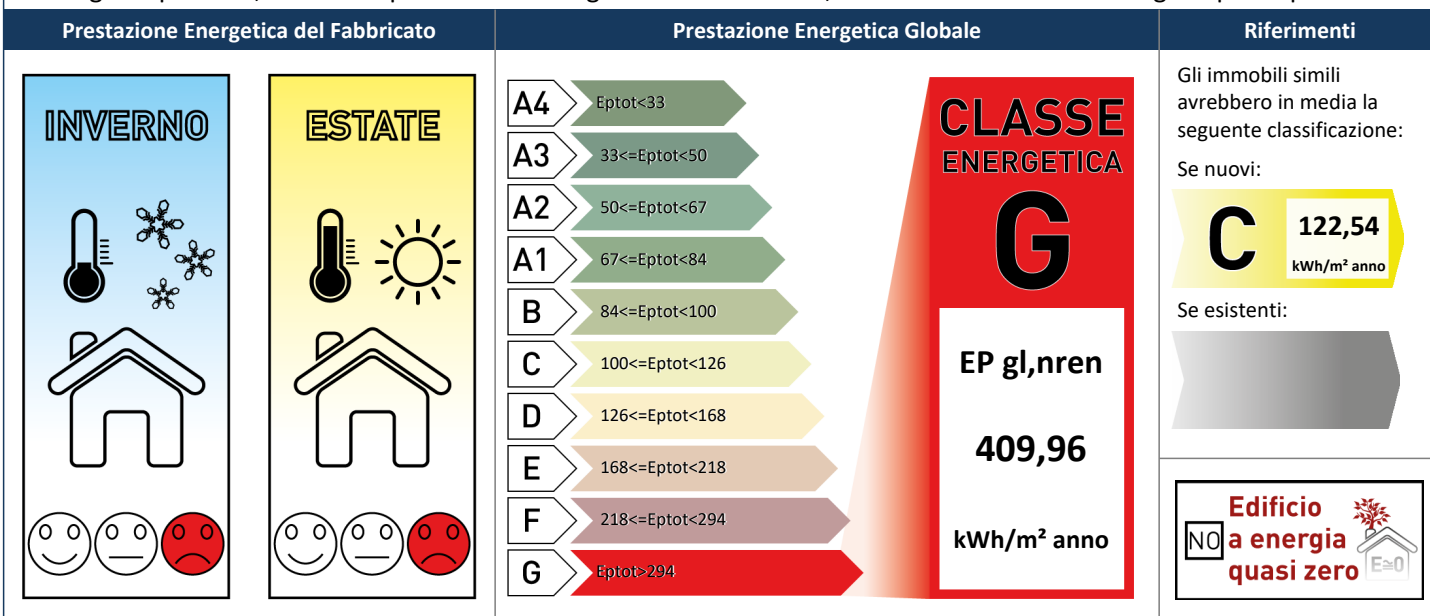 Prestazione Energetica del Fabbricato
Prestazione Energetica Globale
Riferimenti
INVERNO
ESTATE
A4
Eptot<33
A3
33<=Eptot<50
A2
50<=Eptot<67
A1
67<=Eptot<84
B
84<=Eptot<100
C
100<=Eptot<126
D
126<=Eptot<168
E
168<=Eptot<218
F
218<=Eptot<294
G
Eptot>294
CLASSE
ENERGETICA
G
EP gl,nren
409,96
kWh/m² anno
Gli immobili simili
avrebbero in media la
seguente classificazione:
Se nuovi:
C
122,54
kWh/m² anno
Se esistenti:
Edificio
NO a energia
quasi zero
E≅0